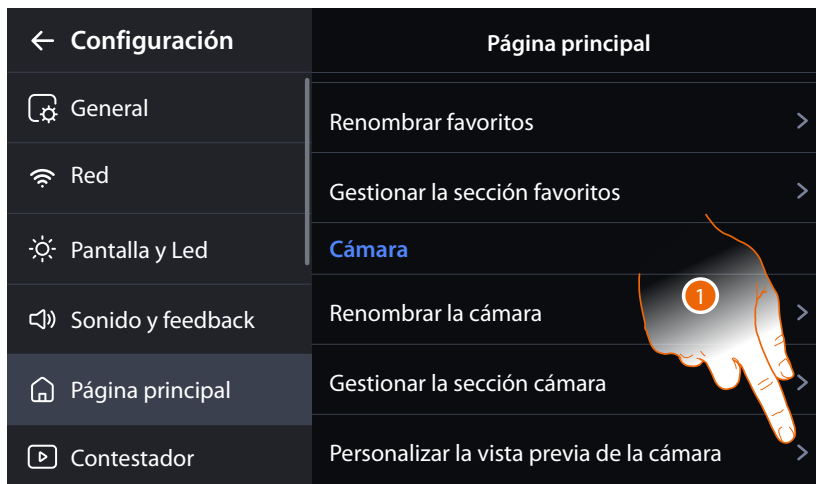 Configuración
General
Red
Pantalla y Led
Sonido y feedback
Página principal
Contestador
Página principal
Renombrar favoritos
Gestionar la sección favoritos
Cámara
Renombrar la cámara
1
Gestionar la sección cámara
Personalizar la vista previa de la cámara